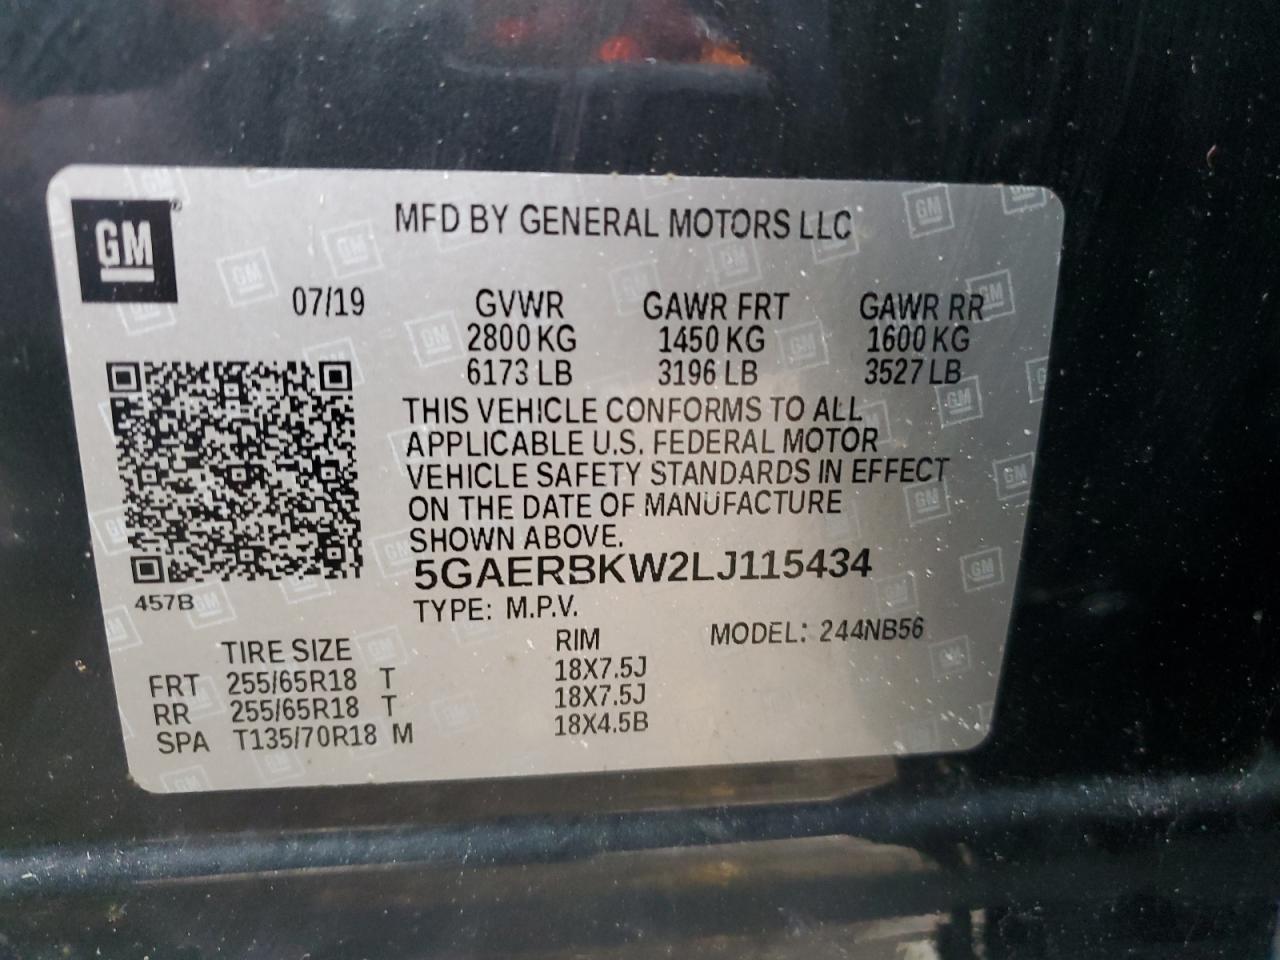 GM
MFD BY GENERAL MOTORS LLC
07/19 GVWR GAWR FRT GAWR RR
2800 KG 1450 KG 1600 KG
6173 LB 3196 LB 3527 LB
THIS VEHICLE CONFORMS TO ALL
APPLICABLE U.S. FEDERAL MOTOR
VEHICLE SAFETY STANDARDS IN EFFECT
ON THE DATE OF MANUFACTURE
SHOWN ABOVE.
5GAERBKW2LJ115434
457B
TYPE: M.P.V.
TIRE SIZE RIM MODEL: 244NB56
FRT 255/65R18 T 18X7.5J
RR 255/65R18 T 18X7.5J
SPA T135/70R18 M 18X4.5B